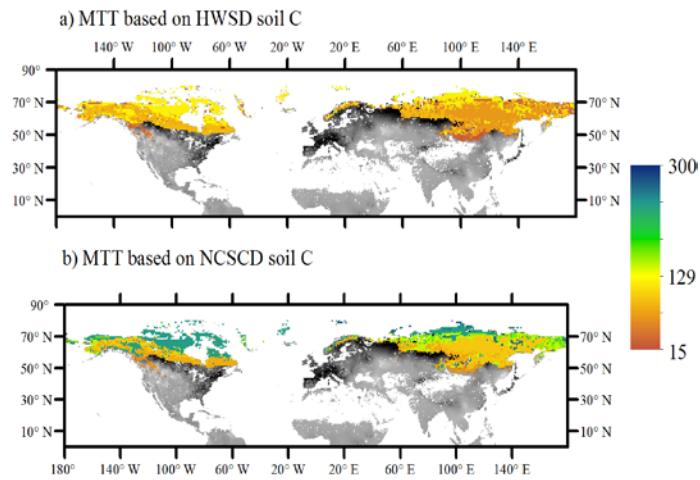 a) MTT based on HWSD soil C
140° W 100° W 60° W 20° W 20° E 60° E 100° E 140° E
90°
70° N 70° N
50° N 50° N
30° N 30° N
10° N 10° N
300
129
15
b) MTT based on NCSCD soil C
90°
70° N 70° N
50° N 50° N
30° N 30° N
10° N 10° N
180° 140° W 100° W 60° W 20° W 20° E 60° E 100° E 140° E